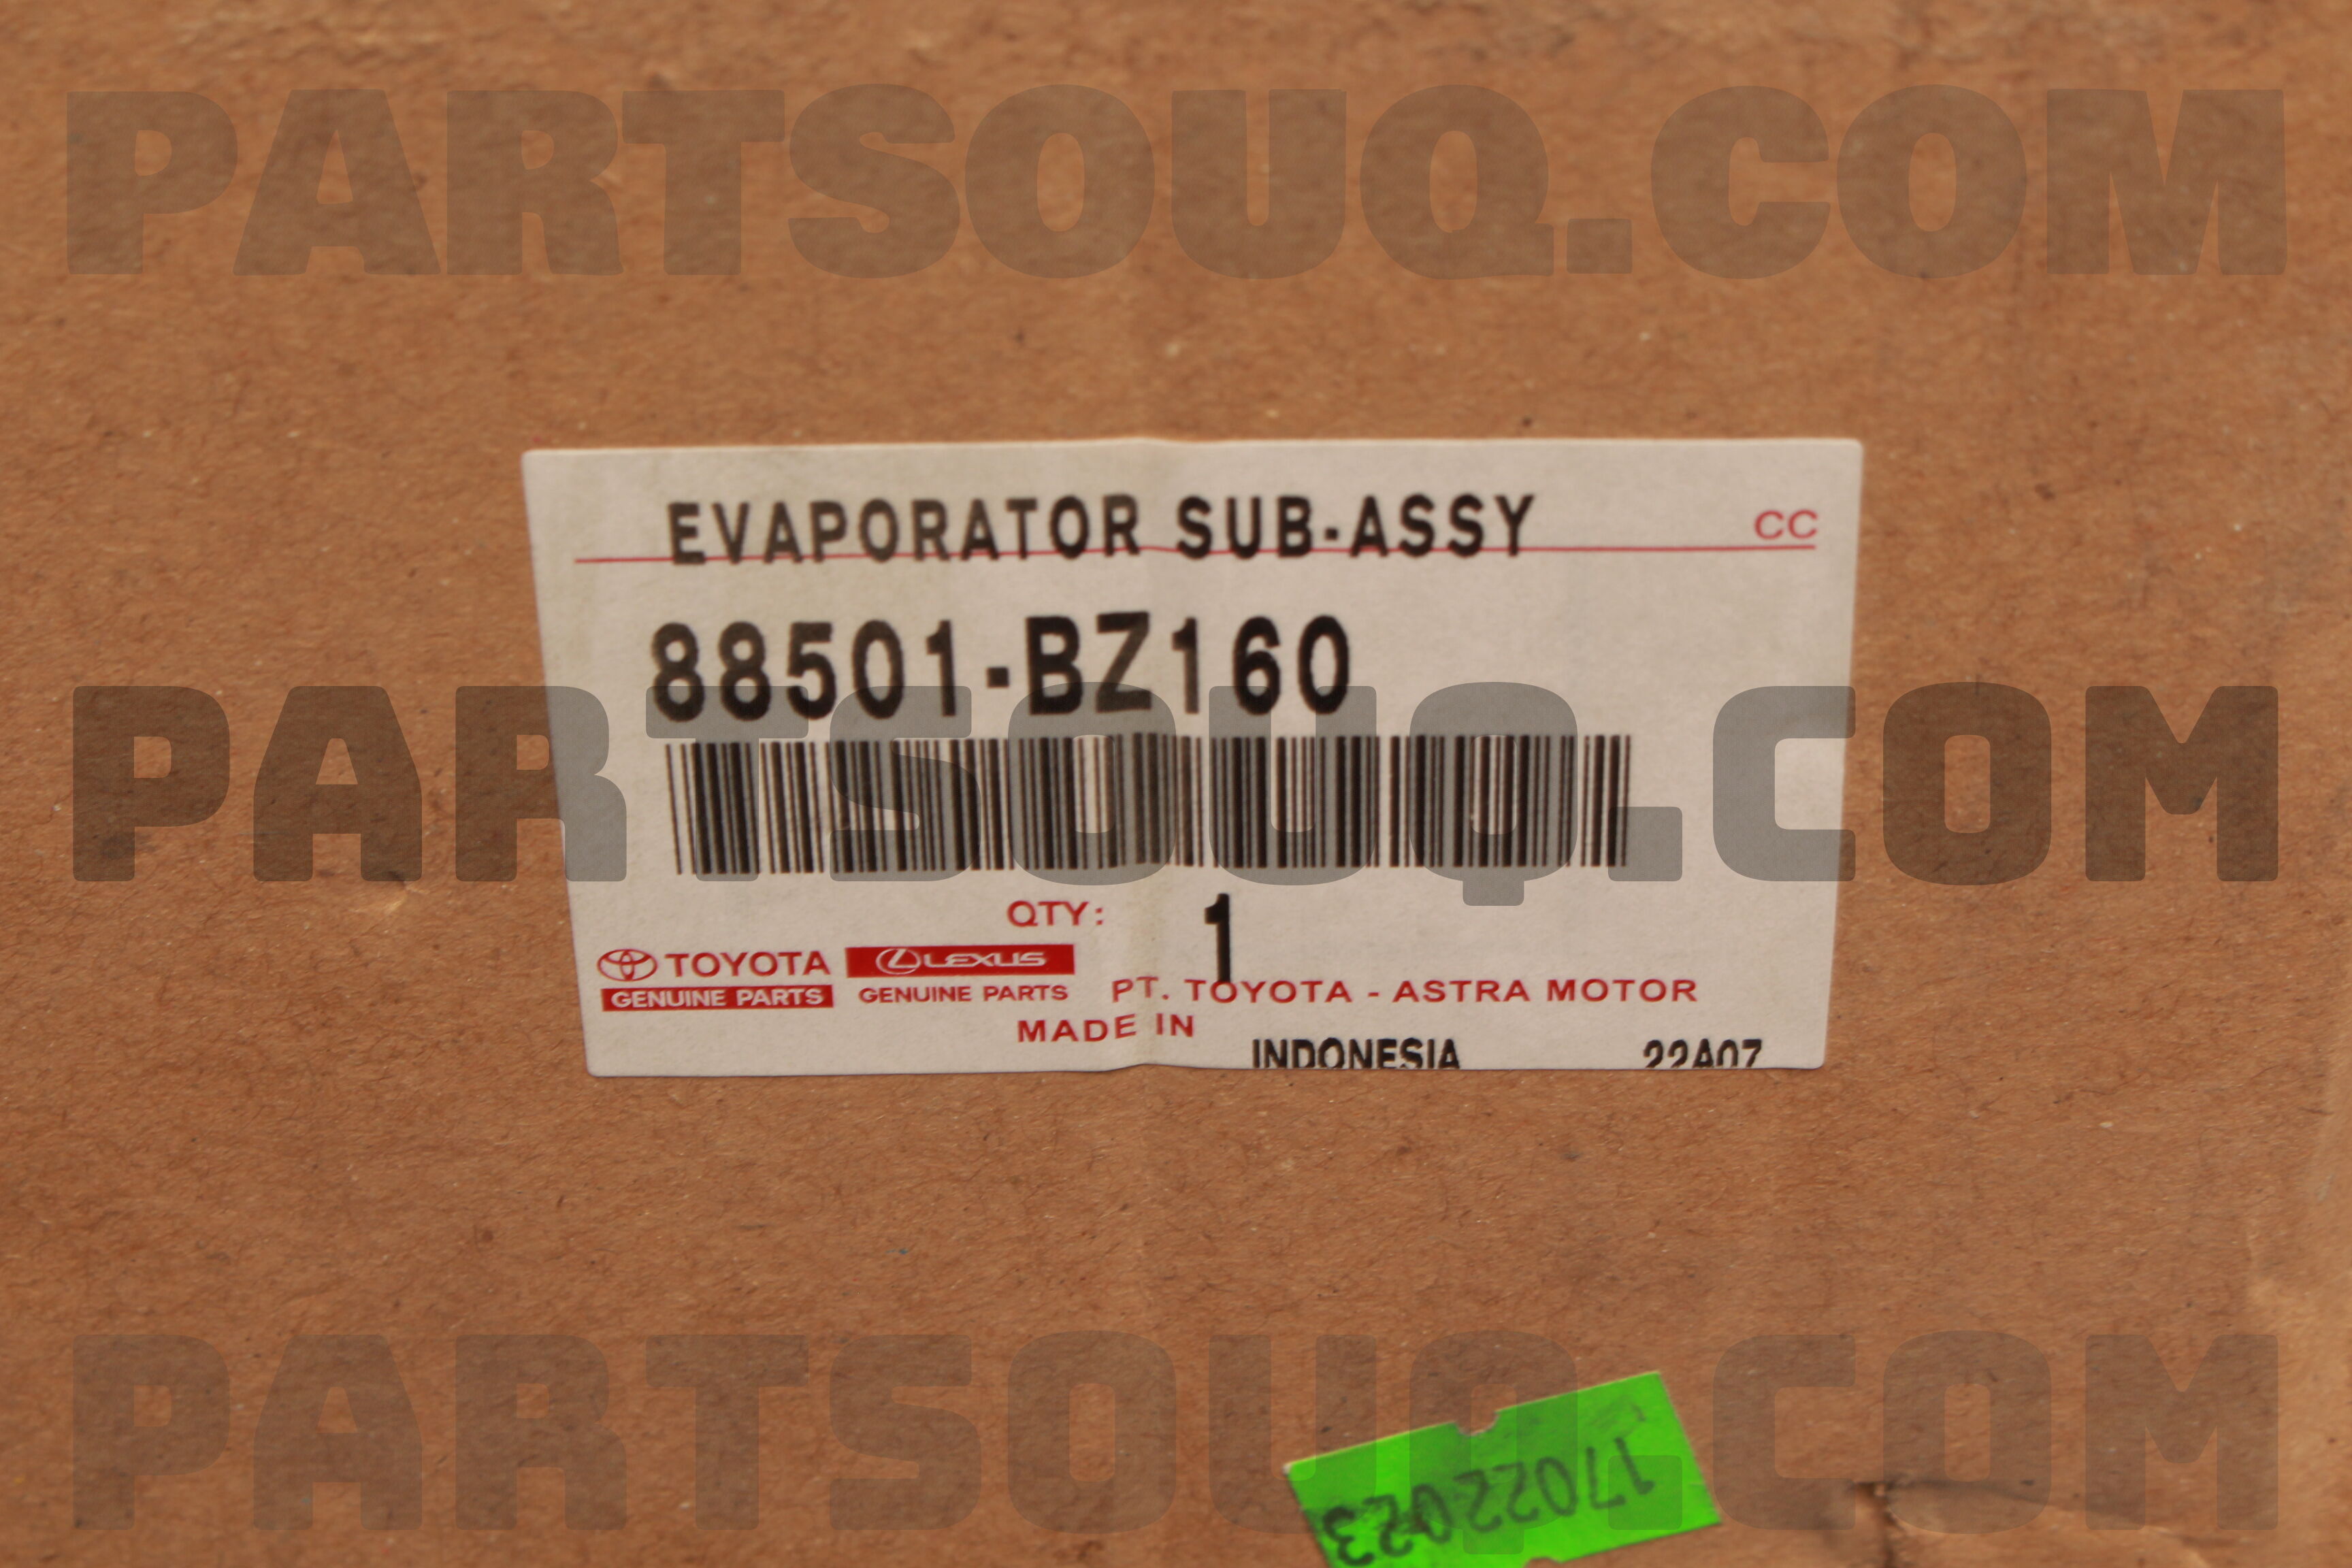 PARTSOUQ.COM
EVAPORATOR SUB-ASSY CC
88501-BZ160
PARTSOUQ.COM
QTY: 1
TOYOTA LEXUS
GENUINE PARTS GENUINE PARTS PT. TOYOTA - ASTRA MOTOR
MADE IN
INDONESIA 22A07
PARTSOUQ.COM
17022023